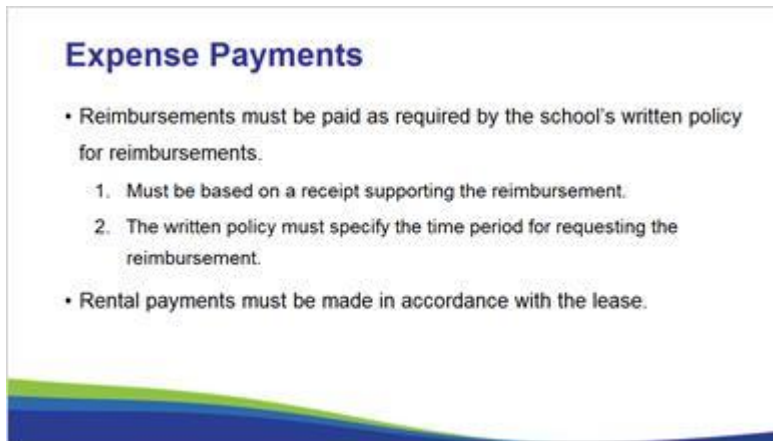 Expense Payments
• Reimbursements must be paid as required by the school's written policy
for reimbursements.
1. Must be based on a receipt supporting the reimbursement.
2. The written policy must specify the time period for requesting the
reimbursement.
• Rental payments must be made in accordance with the lease.